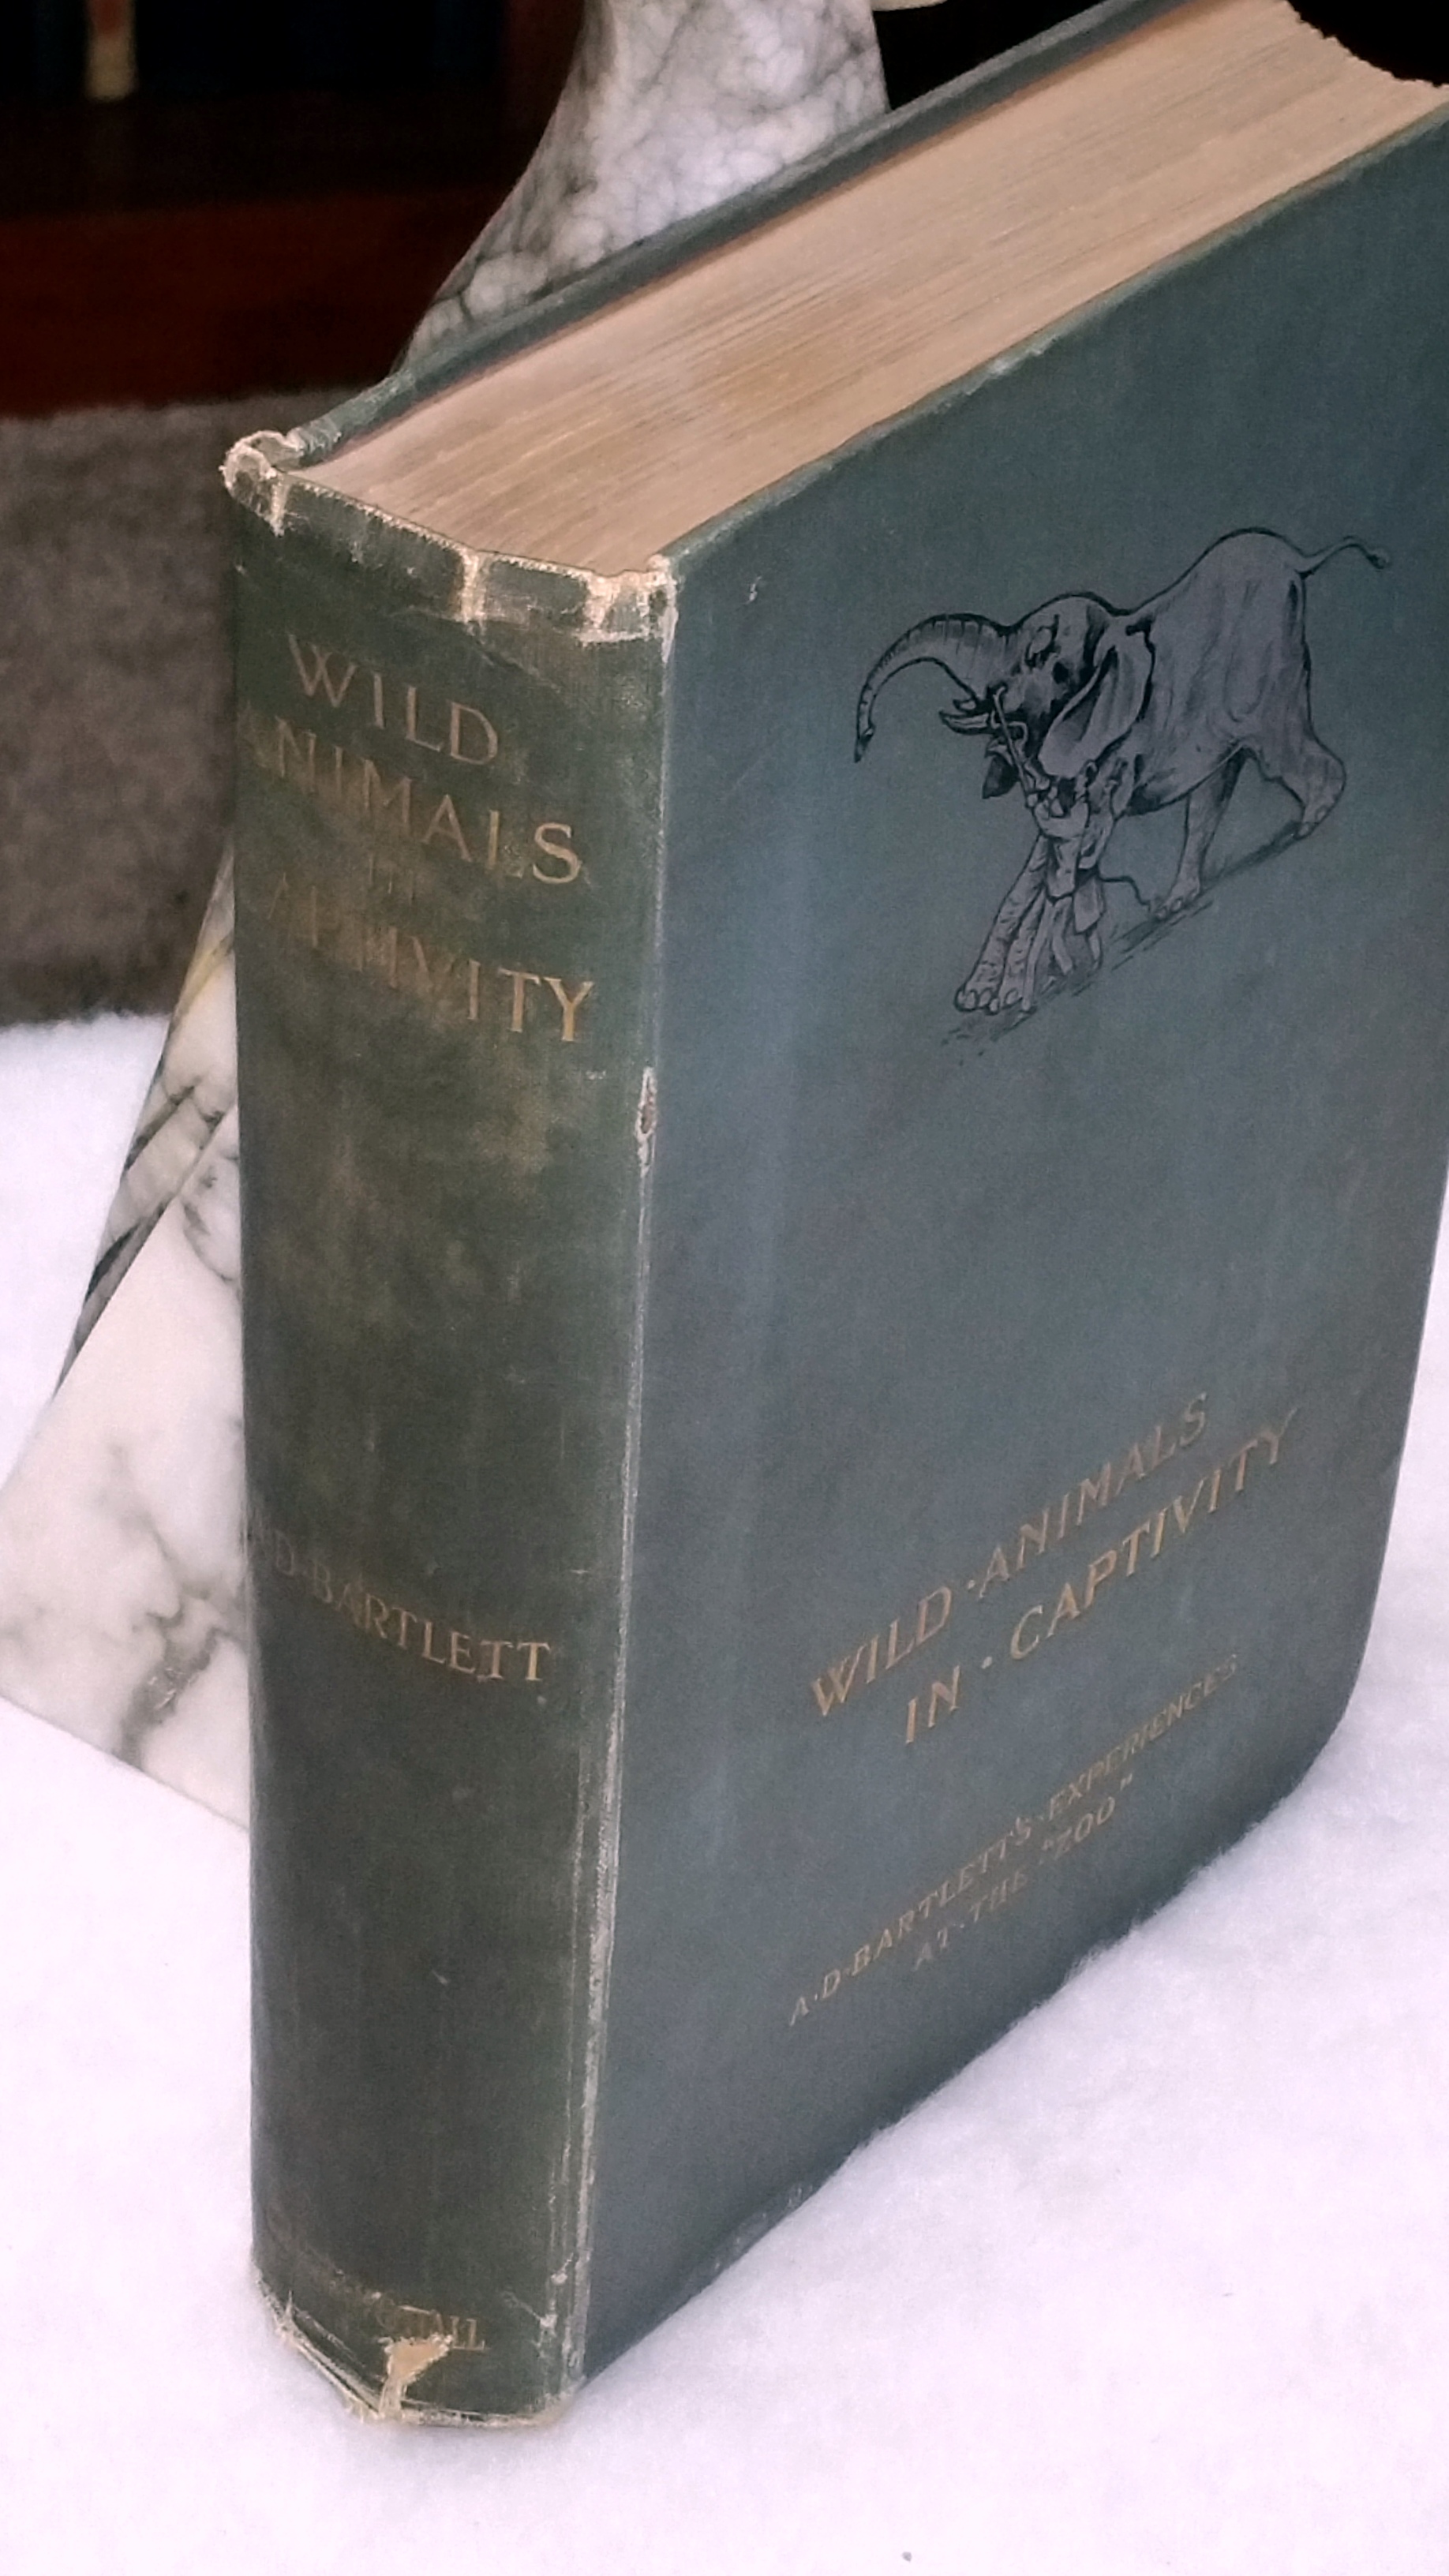 WILD
ANIMALS
IN
CAPTIVITY
A·D·BARTLETT
WILD·ANIMALS
IN·CAPTIVITY
A·D·BARTLETT'S·EXPERIENCES
AT·THE "ZOO"